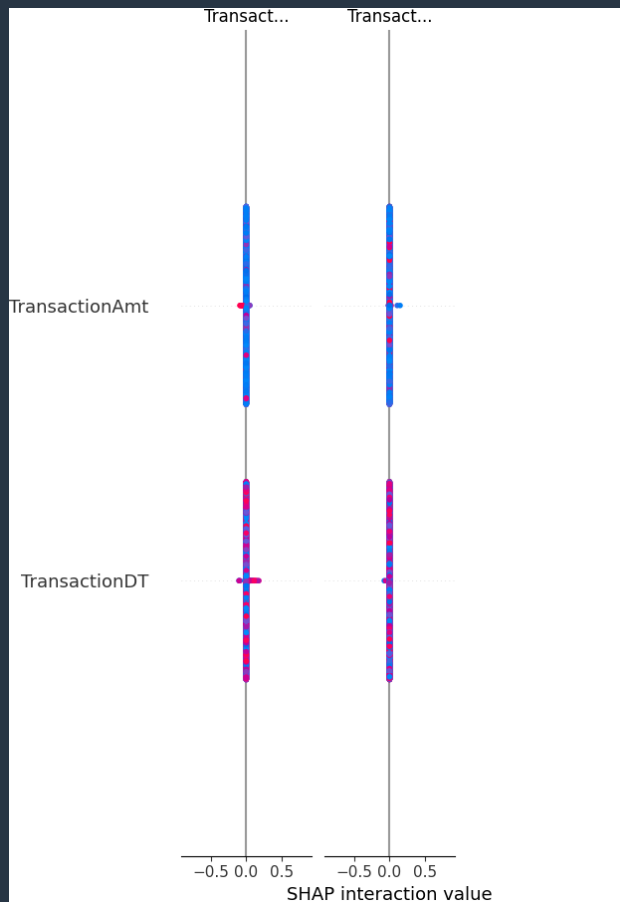 Transact... Transact...
TransactionAmt
TransactionDT
−0.5 0.0 0.5 −0.5 0.0 0.5
SHAP interaction value